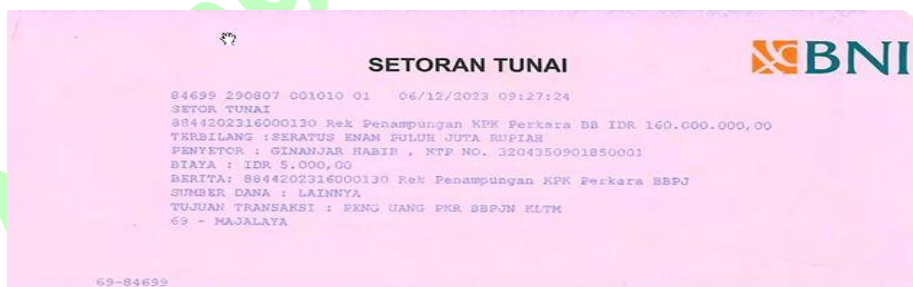 SETORAN TUNAI
BNI
84699 290807 001010 01 06/12/2023 09:27:24
SETOR TUNAI
8844202316000130 Rek Penampungan KPK Perkara BB IDR 160.000.000,00
TERBILANG :SERATUS ENAM PULUH JUTA RUPIAH
PENYETOR : GINANJAR HABIB , KTP NO. 3204350901850001
BIAYA : IDR 5.000,00
BERITA: 8844202316000130 Rek Penampungan KPK Perkara BBPJ
SUMBER DANA : LAINNYA
TUJUAN TRANSAKSI : PENG UANG PKR BBPJN KLTM
69 - MAJALAYA
69-84699